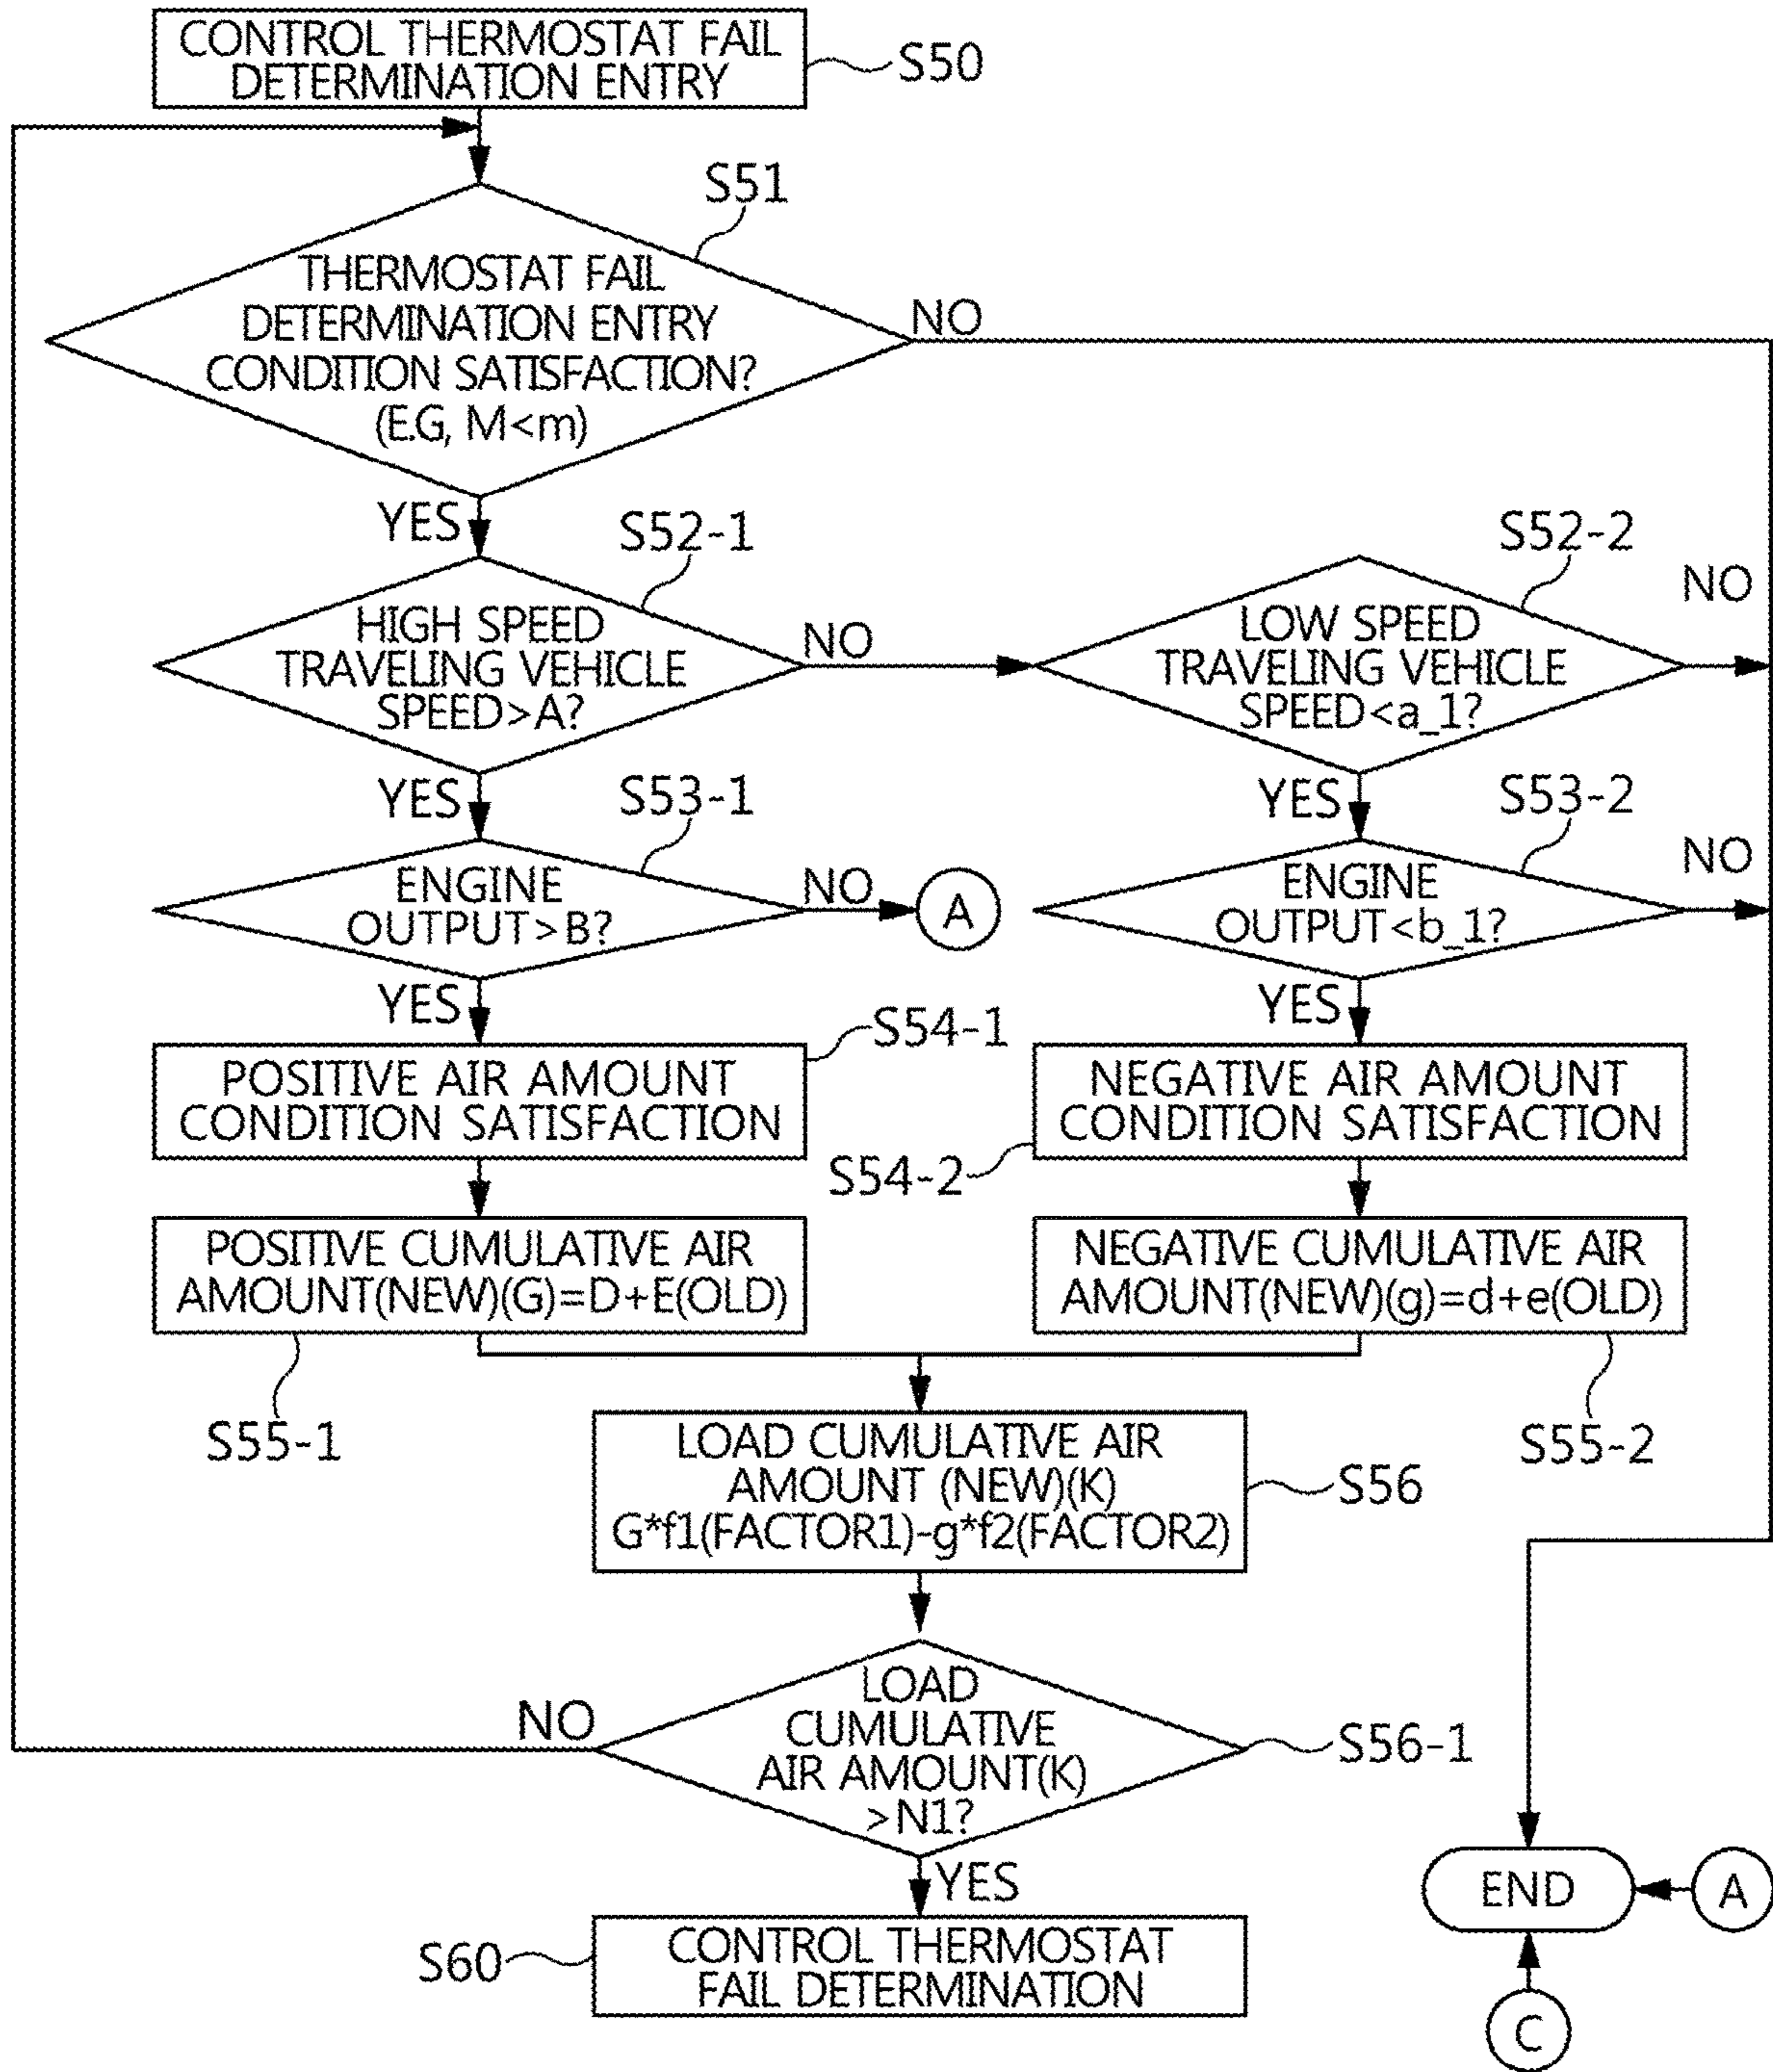 CONTROL THERMOSTAT FAIL
DETERMINATION ENTRY
S50
S51
THERMOSTAT FAIL
DETERMINATION ENTRY
CONDITION SATISFACTION?
(E.G, M<m)
NO
YES
S52-1
HIGH SPEED
TRAVELING VEHICLE
SPEED>A?
NO
S52-2
LOW SPEED
TRAVELING VEHICLE
SPEED<a_1?
NO
YES
S53-1
ENGINE
OUTPUT>B?
NO
A
YES
S53-2
ENGINE
OUTPUT<b_1?
NO
YES
S54-1
POSITIVE AIR AMOUNT
CONDITION SATISFACTION
YES
NEGATIVE AIR AMOUNT
CONDITION SATISFACTION
S54-2
POSITIVE CUMULATIVE AIR
AMOUNT(NEW)(G)=D+E(OLD)
S55-1
NEGATIVE CUMULATIVE AIR
AMOUNT(NEW)(g)=d+e(OLD)
S55-2
LOAD CUMULATIVE AIR
AMOUNT (NEW)(K)
G*f1(FACTOR1)-g*f2(FACTOR2)
S56
LOAD
CUMULATIVE
AIR AMOUNT(K)
>N1?
NO
S56-1
YES
S60
CONTROL THERMOSTAT
FAIL DETERMINATION
END
A
C